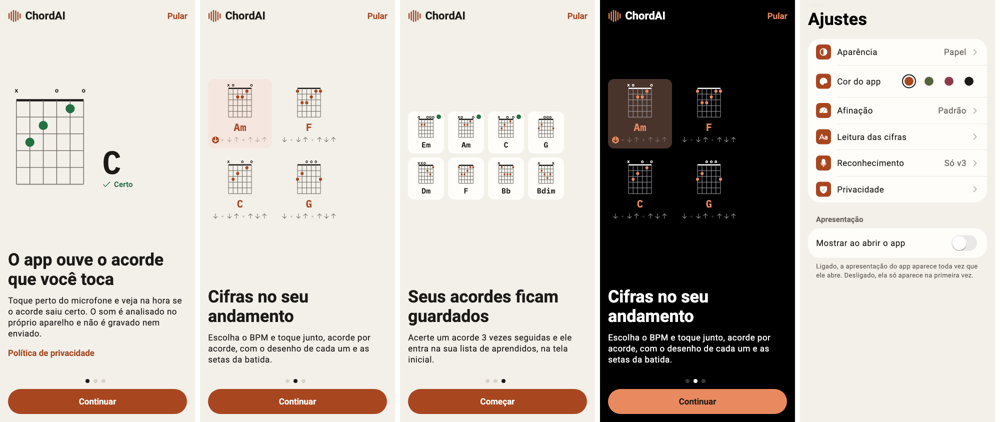 ChordAI
Pular
x o o
C
Certo
O app ouve o acorde
que você toca
Toque perto do microfone e veja na hora se
o acorde saiu certo. O som é analisado no
próprio aparelho e não é gravado nem
enviado.
Política de privacidade
Continuar
ChordAI
Pular
Am
F
C
G
Cifras no seu
andamento
Escolha o BPM e toque junto, acorde por
acorde, com o desenho de cada um e as
setas da batida.
Continuar
ChordAI
Pular
Em
Am
C
G
Dm
F
Bb
Bdim
Seus acordes ficam
guardados
Acerte um acorde 3 vezes seguidas e ele
entra na sua lista de aprendidos, na tela
inicial.
Começar
ChordAI
Pular
Am
F
C
G
Cifras no seu
andamento
Escolha o BPM e toque junto, acorde por
acorde, com o desenho de cada um e as
setas da batida.
Continuar
Ajustes
Aparência Papel
Cor do app
Afinação Padrão
Aa Leitura das cifras
Reconhecimento Só v3
Privacidade
Apresentação
Mostrar ao abrir o app
Ligado, a apresentação do app aparece toda vez que
ele abre. Desligado, ela só aparece na primeira vez.